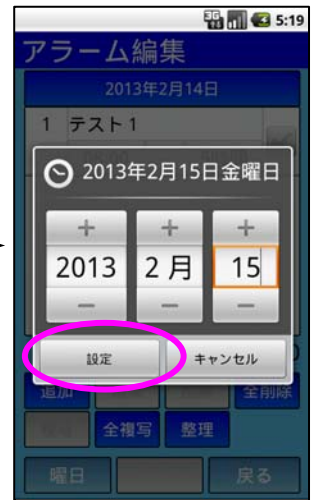 3G 5:19
アラーム編集
2013年2月14日
1 テスト1
2013年2月15日金曜日
+ + +
2013 2月 15
− − −
設定 キャンセル
追加 全削除
全複写 整理
曜日 戻る